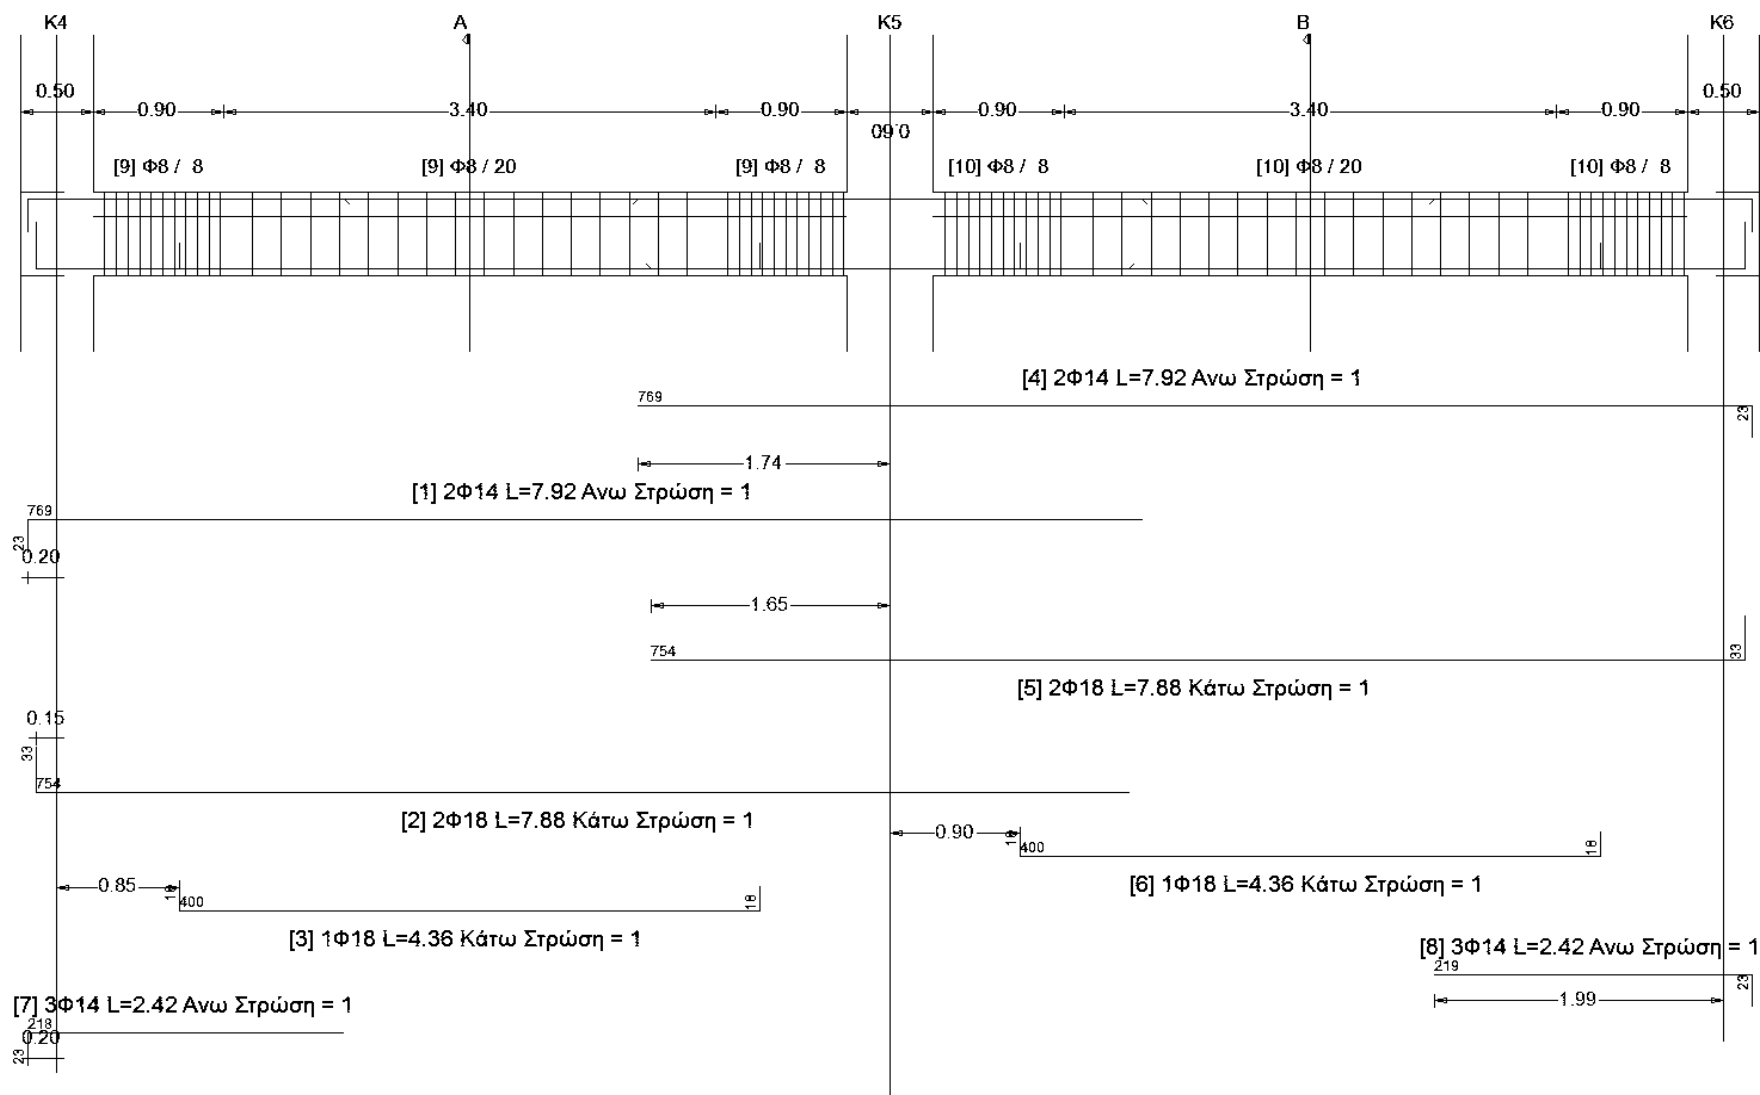 K4 A K5 B K6
0.50 0.90 3.40 0.90 0.60 0.90 3.40 0.90 0.50
[9] Φ8 / 8 [9] Φ8 / 20 [9] Φ8 / 8 [10] Φ8 / 8 [10] Φ8 / 20 [10] Φ8 / 8
[4] 2Φ14 L=7.92 Ανω Στρώση = 1
769 23
1.74
[1] 2Φ14 L=7.92 Ανω Στρώση = 1
769
23
0.20
1.65
754 33
[5] 2Φ18 L=7.88 Κάτω Στρώση = 1
0.15
33
754
[2] 2Φ18 L=7.88 Κάτω Στρώση = 1
0.90 18 400 18
[6] 1Φ18 L=4.36 Κάτω Στρώση = 1
0.85 18 400 18
[3] 1Φ18 L=4.36 Κάτω Στρώση = 1
[8] 3Φ14 L=2.42 Ανω Στρώση = 1
219 23
1.99
[7] 3Φ14 L=2.42 Ανω Στρώση = 1
218
0.20
23